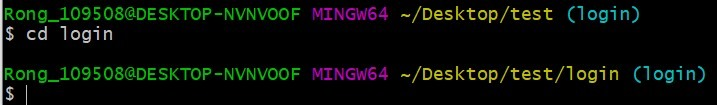 Rong_109508@DESKTOP-NVNVOOF MINGW64 ~/Desktop/test (login)
$ cd login
Rong_109508@DESKTOP-NVNVOOF MINGW64 ~/Desktop/test/login (login)
$